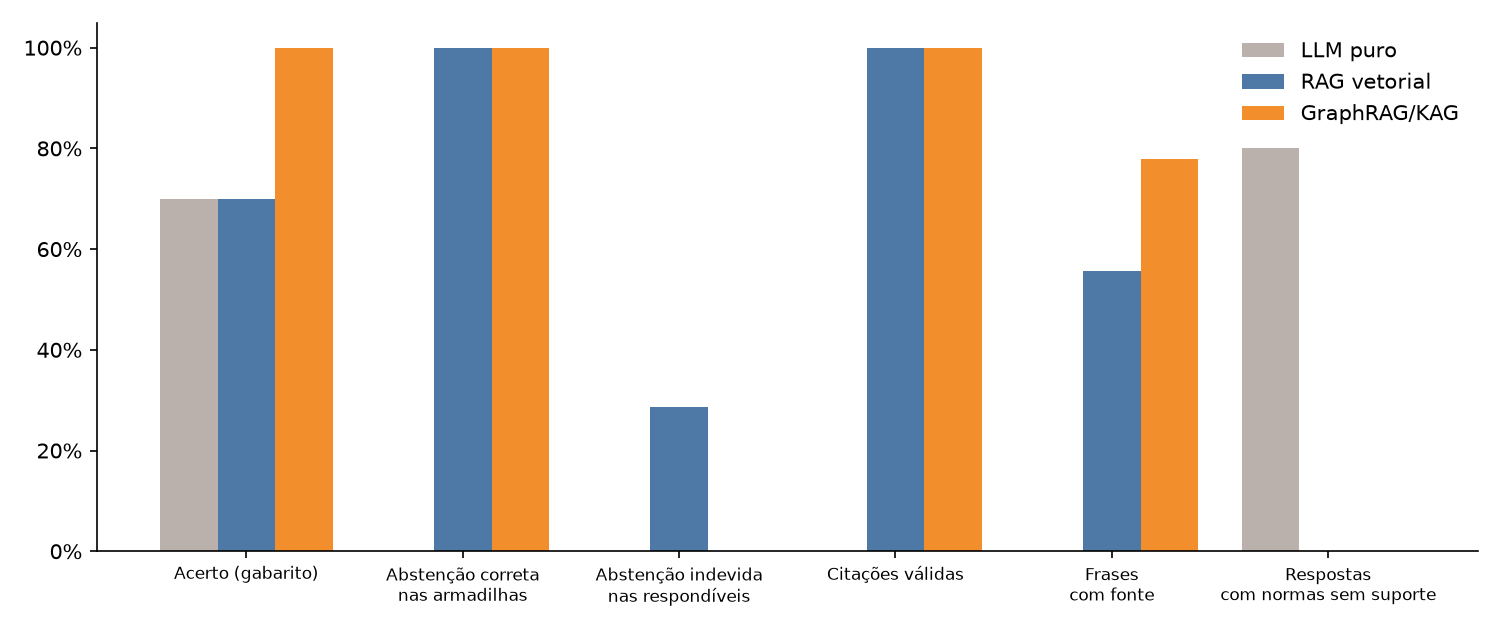 100%
80%
60%
40%
20%
0%
LLM puro
RAG vetorial
GraphRAG/KAG
Acerto (gabarito)
Abstenção correta
nas armadilhas
Abstenção indevida
nas respondíveis
Citações válidas
Frases
com fonte
Respostas
com normas sem suporte